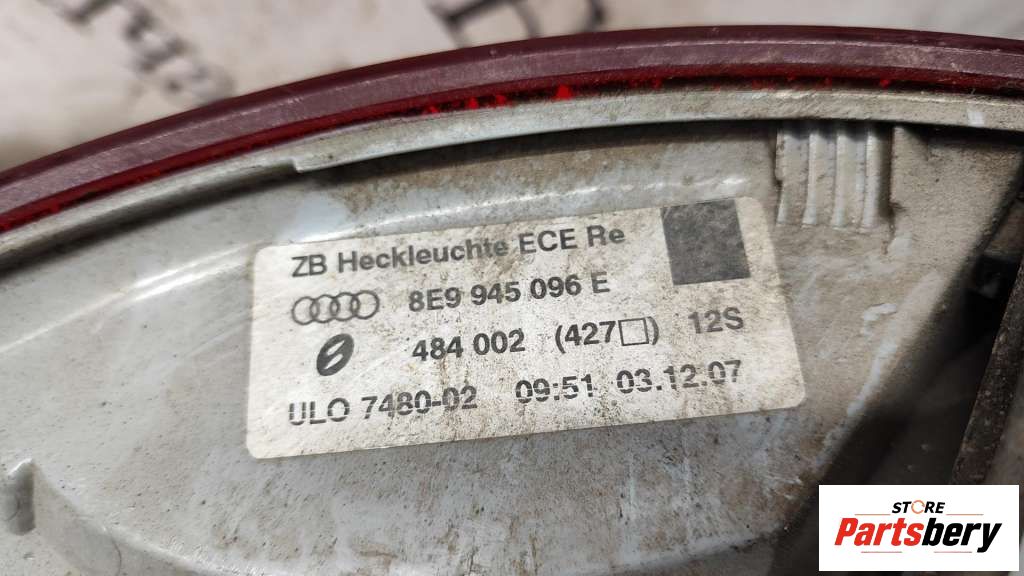 ZB Heckleuchte ECE Re
8E9 945 096 E
484 002 (427□) 12S
ULO 7480-02 09:51 03.12.07
STORE
Partsbery